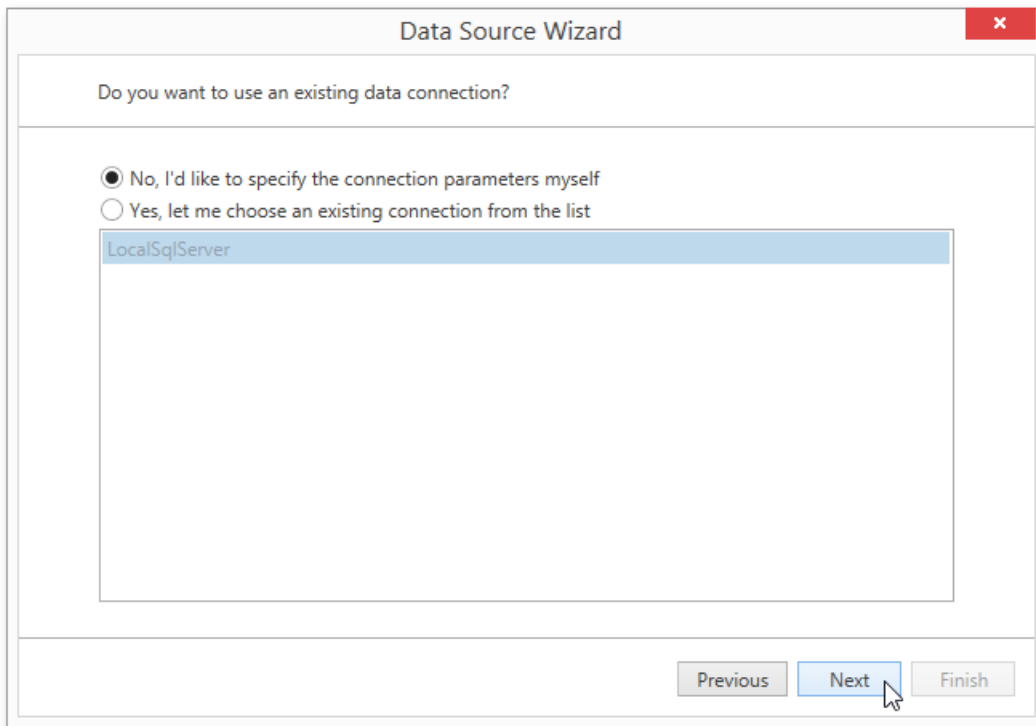 Data Source Wizard
Do you want to use an existing data connection?
No, I'd like to specify the connection parameters myself
Yes, let me choose an existing connection from the list
LocalSqlServer
Previous Next Finish